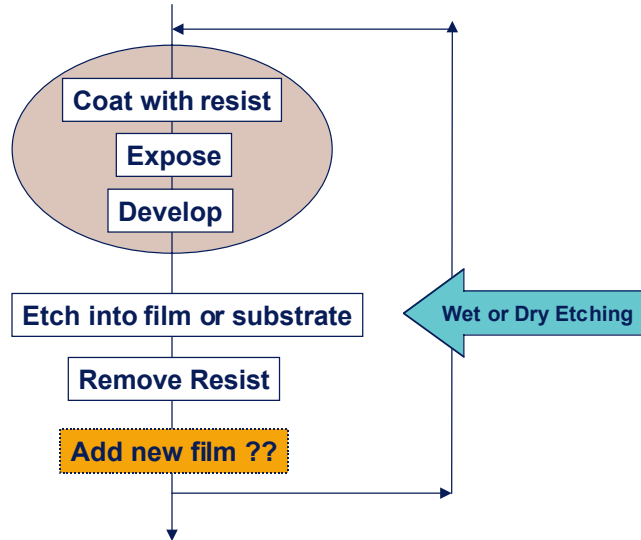 Coat with resist
Expose
Develop
Etch into film or substrate
Wet or Dry Etching
Remove Resist
Add new film ??